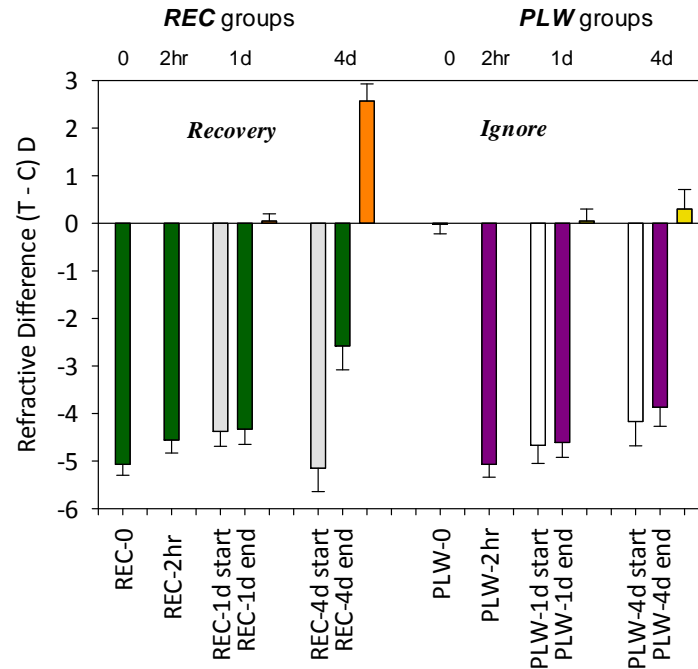 REC groups PLW groups
0 2hr 1d 4d 0 2hr 1d 4d
Recovery Ignore
Refractive Difference (T - C) D
3
2
1
0
-1
-2
-3
-4
-5
-6
REC-0
REC-2hr
REC-1d start
REC-1d end
REC-4d start
REC-4d end
PLW-0
PLW-2hr
PLW-1d start
PLW-1d end
PLW-4d start
PLW-4d end